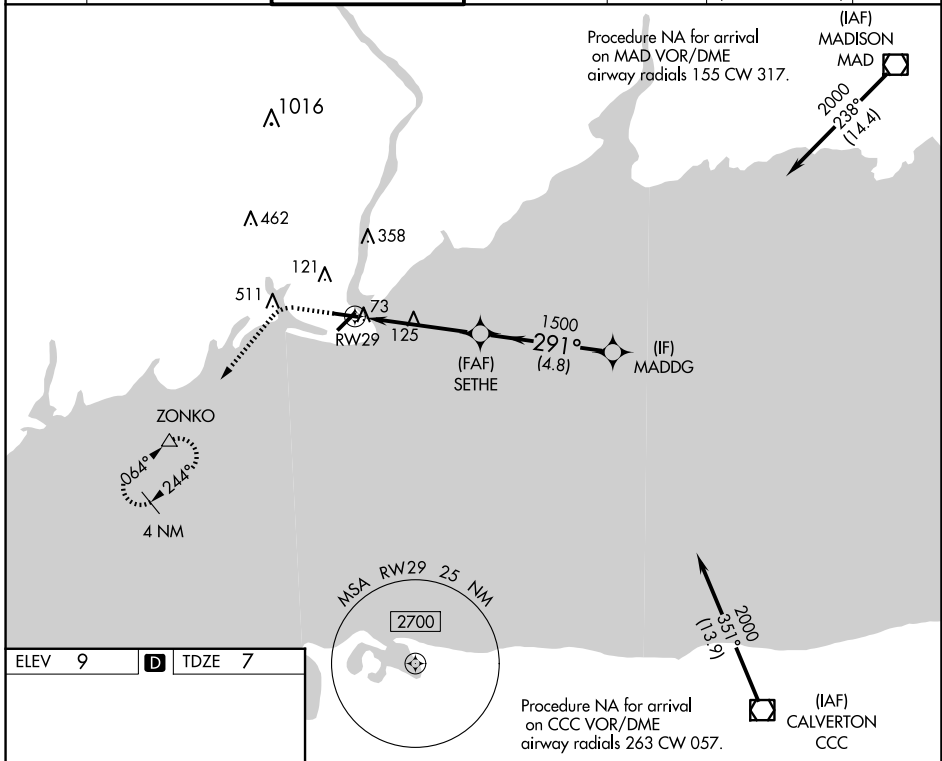 (IAF)
MADISON
MAD
Procedure NA for arrival
on MAD VOR/DME
airway radials 155 CW 317.
2000
238°
(14.4)
1016
462
358
121
511
73
125
RW29
1500
291°
(4.8)
(IF)
MADDG
(FAF)
SETHE
ZONKO
064°
244°
4 NM
MSA RW29 25 NM
2700
2000
351°
(13.9)
ELEV 9 D TDZE 7
Procedure NA for arrival
on CCC VOR/DME
airway radials 263 CW 057.
(IAF)
CALVERTON
CCC